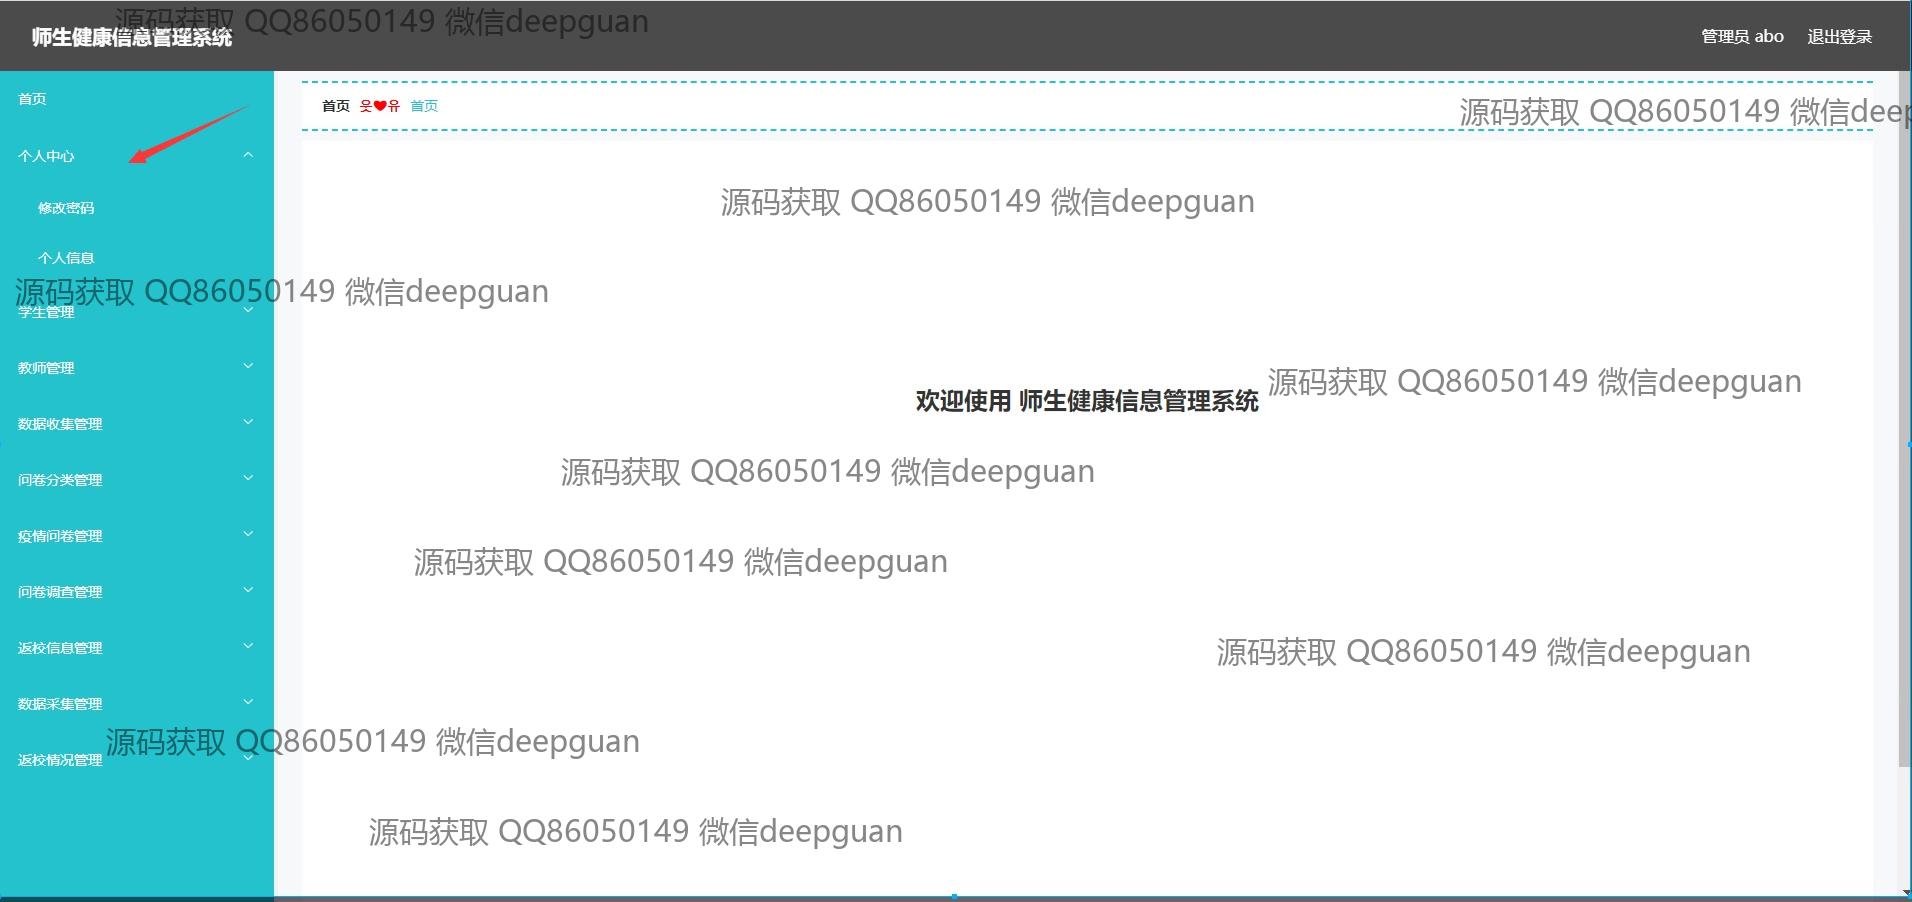 源码获取 QQ86050149 微信deepguan
师生健康信息管理系统
管理员 abo
退出登录
首页
首页 웃❤유 首页
源码获取 QQ86050149 微信deep
个人中心
修改密码
源码获取 QQ86050149 微信deepguan
个人信息
源码获取 QQ86050149 微信deepguan
学生管理
教师管理
源码获取 QQ86050149 微信deepguan
欢迎使用 师生健康信息管理系统
数据收集管理
源码获取 QQ86050149 微信deepguan
问卷分类管理
疫情问卷管理
源码获取 QQ86050149 微信deepguan
问卷调查管理
返校信息管理
源码获取 QQ86050149 微信deepguan
数据采集管理
源码获取 QQ86050149 微信deepguan
返校情况管理
源码获取 QQ86050149 微信deepguan